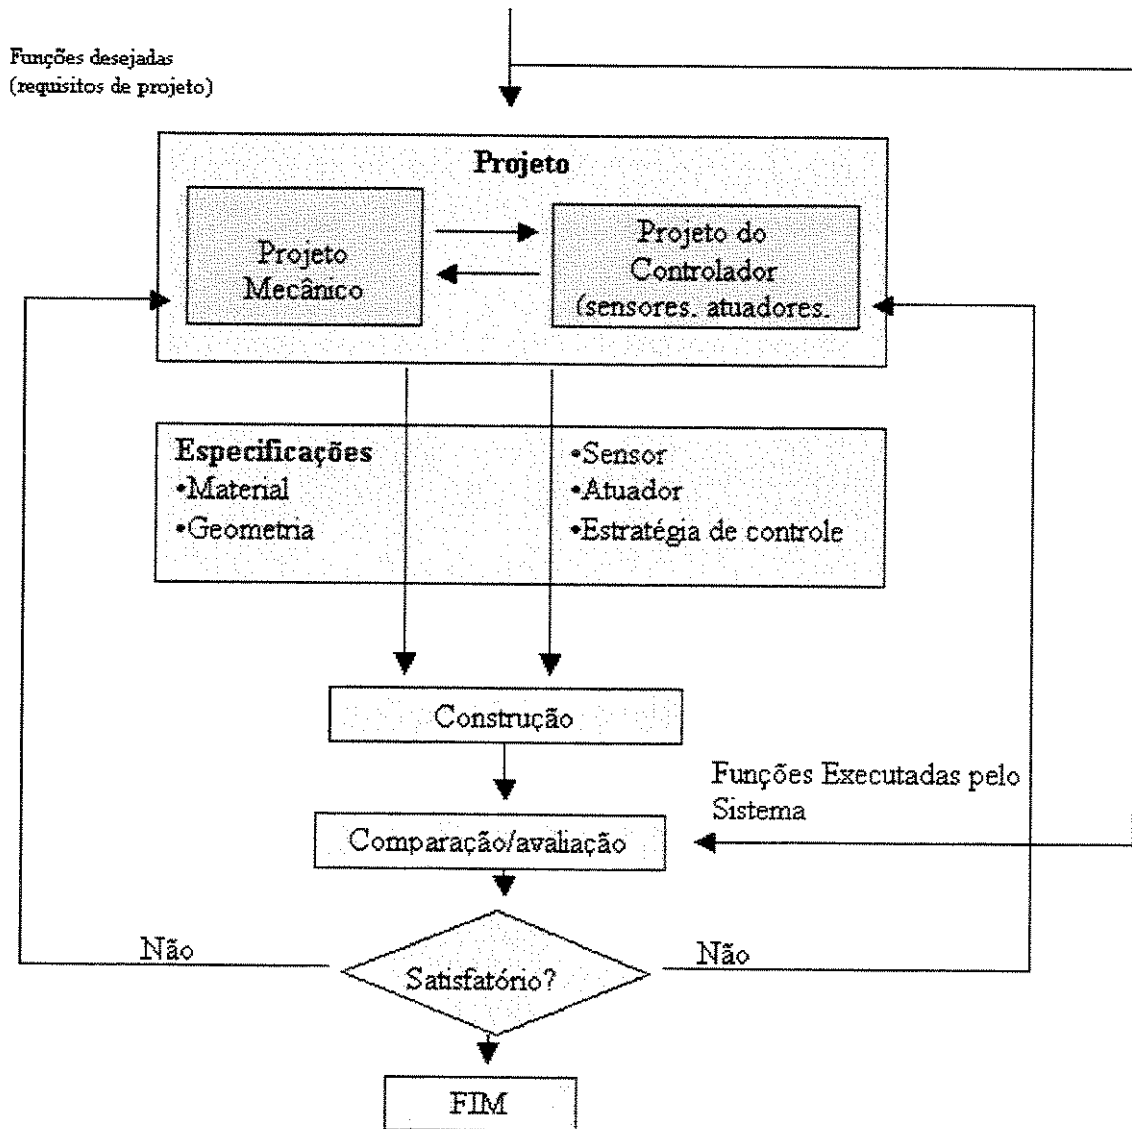 Funções desejadas
(requisitos de projeto)
Projeto
Projeto
Mecânico
Projeto do
Controlador
(sensores. atuadores.
Especificações
•Material
•Geometria
•Sensor
•Atuador
•Estratégia de controle
Construção
Funções Executadas pelo
Sistema
Comparação/avaliação
Não
Satisfatório?
Não
FIM